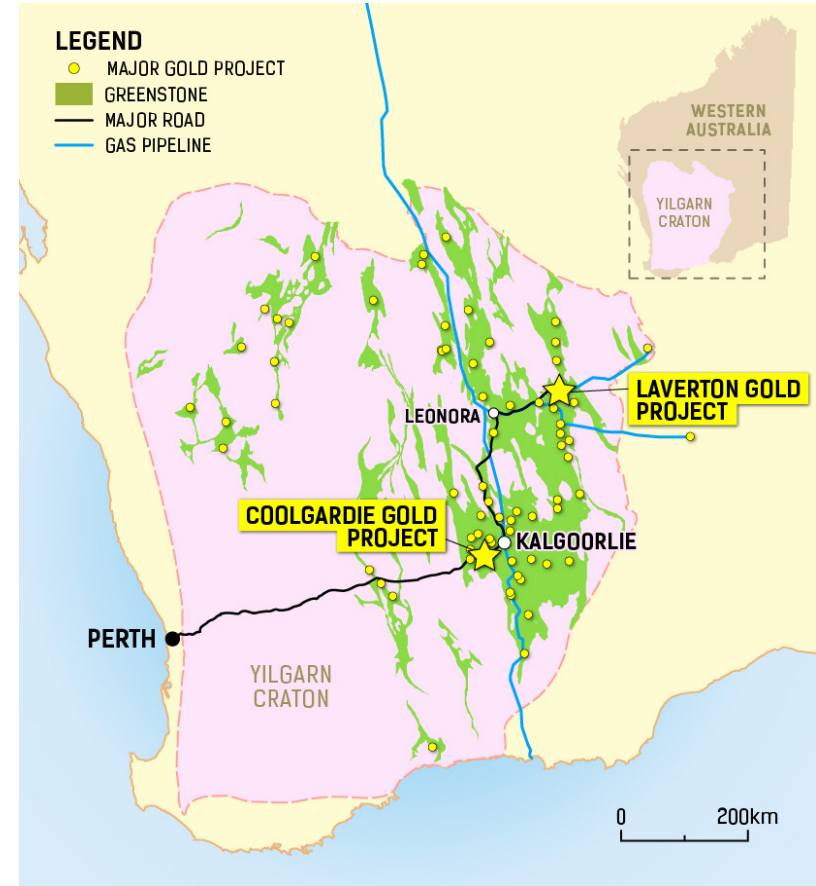 LEGEND
MAJOR GOLD PROJECT
GREENSTONE
MAJOR ROAD
GAS PIPELINE
WESTERN
AUSTRALIA
YILGARN
CRATON
LAVERTON GOLD
PROJECT
LEONORA
COOLGARDIE GOLD
PROJECT
KALGOORLIE
PERTH
YILGARN
CRATON
0 200km